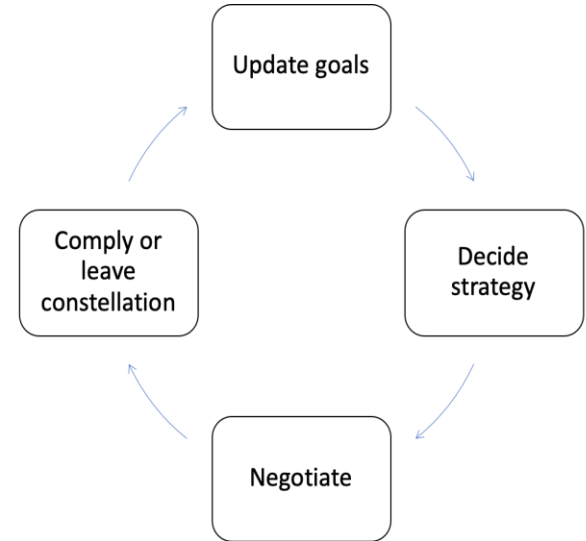 Update goals
Decide
strategy
Negotiate
Comply or
leave
constellation